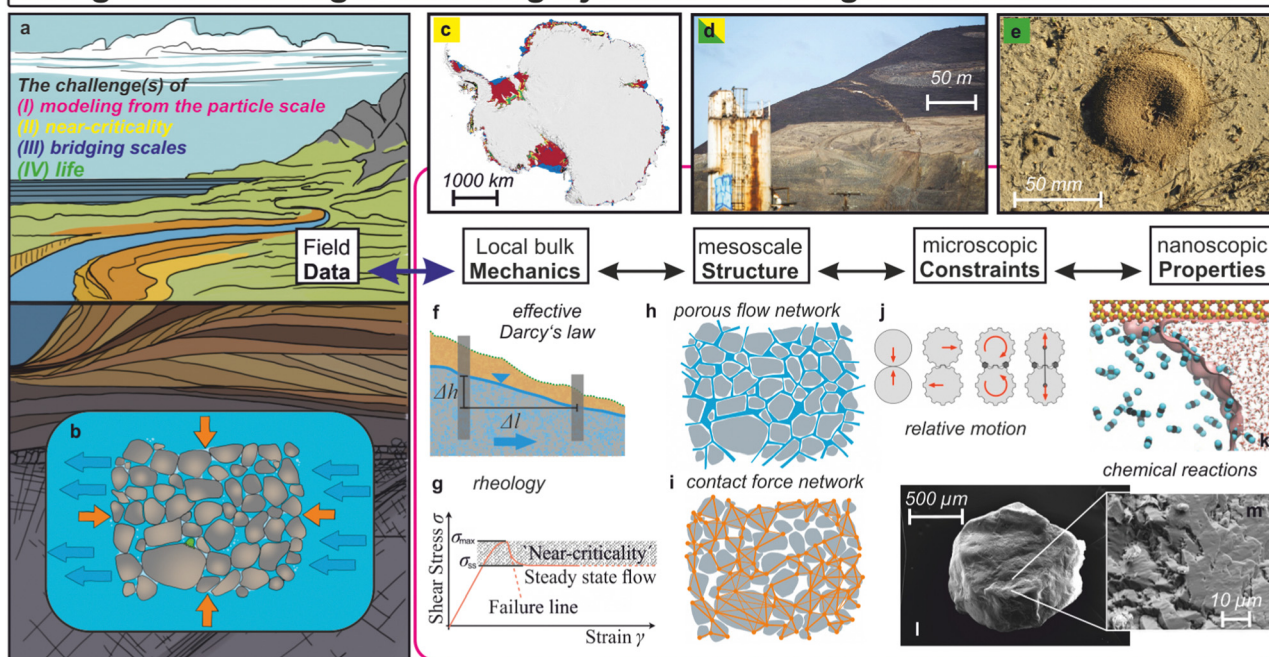 a
The challenge(s) of
(I) modeling from the particle scale
(II) near-criticality
(III) bridging scales
(IV) life
b
c
1000 km
d
50 m
e
50 mm
Field
Data
Local bulk
Mechanics
mesoscale
Structure
microscopic
Constraints
nanoscopic
Properties
f
effective
Darcy's law
Δh
Δl
g
rheology
Shear Stress σ
σmax
σss
Near-criticality
Steady state flow
Failure line
Strain γ
h
porous flow network
i
contact force network
j
relative motion
k
chemical reactions
500 µm
l
m
10 µm